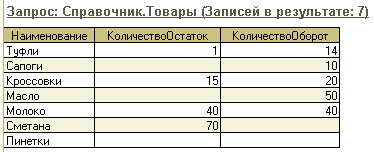 Запрос: Справочник.Товары (Записей в результате: 7)
Наименование КоличествоОстаток КоличествоОборот
Туфли 1 14
Сапоги 10
Кроссовки 15 20
Масло 50
Молоко 40 40
Сметана 70
Пинетки